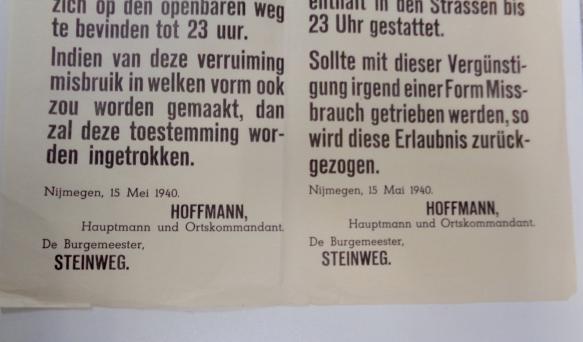 zich op den openbaren weg
te bevinden tot 23 uur.
Indien van deze verruiming
misbruik in welken vorm ook
zou worden gemaakt, dan
zal deze toestemming wor-
den ingetrokken.
Nijmegen, 15 Mei 1940.
HOFFMANN,
Hauptmann und Ortskommandant.
De Burgemeester,
STEINWEG.
enthalt in den Strassen bis
23 Uhr gestattet.
Sollte mit dieser Vergünsti-
gung irgend einer Form Miss-
brauch getrieben werden, so
wird diese Erlaubnis zurück-
gezogen.
Nijmegen, 15 Mai 1940.
HOFFMANN,
Hauptmann und Ortskommandant.
De Burgemeester,
STEINWEG.